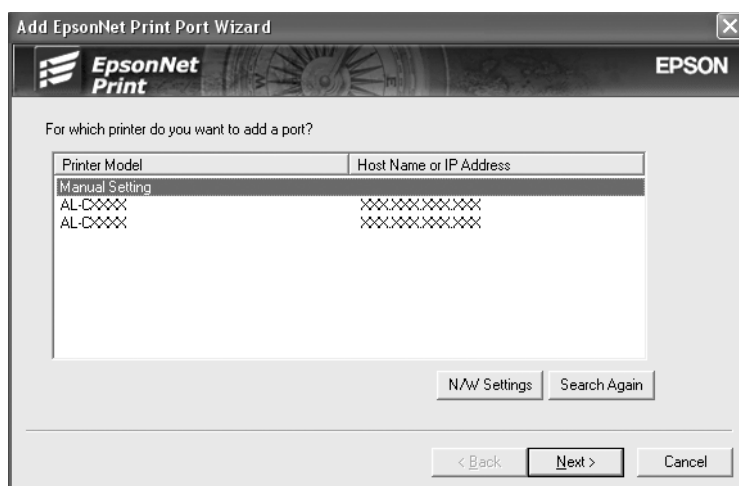 Add EpsonNet Print Port Wizard
EpsonNet
Print
EPSON
For which printer do you want to add a port?
Printer Model Host Name or IP Address
Manual Setting
AL-CXXXX XXX.XXX.XXX.XXX
AL-CXXXX XXX.XXX.XXX.XXX
N/W Settings Search Again
< Back Next > Cancel